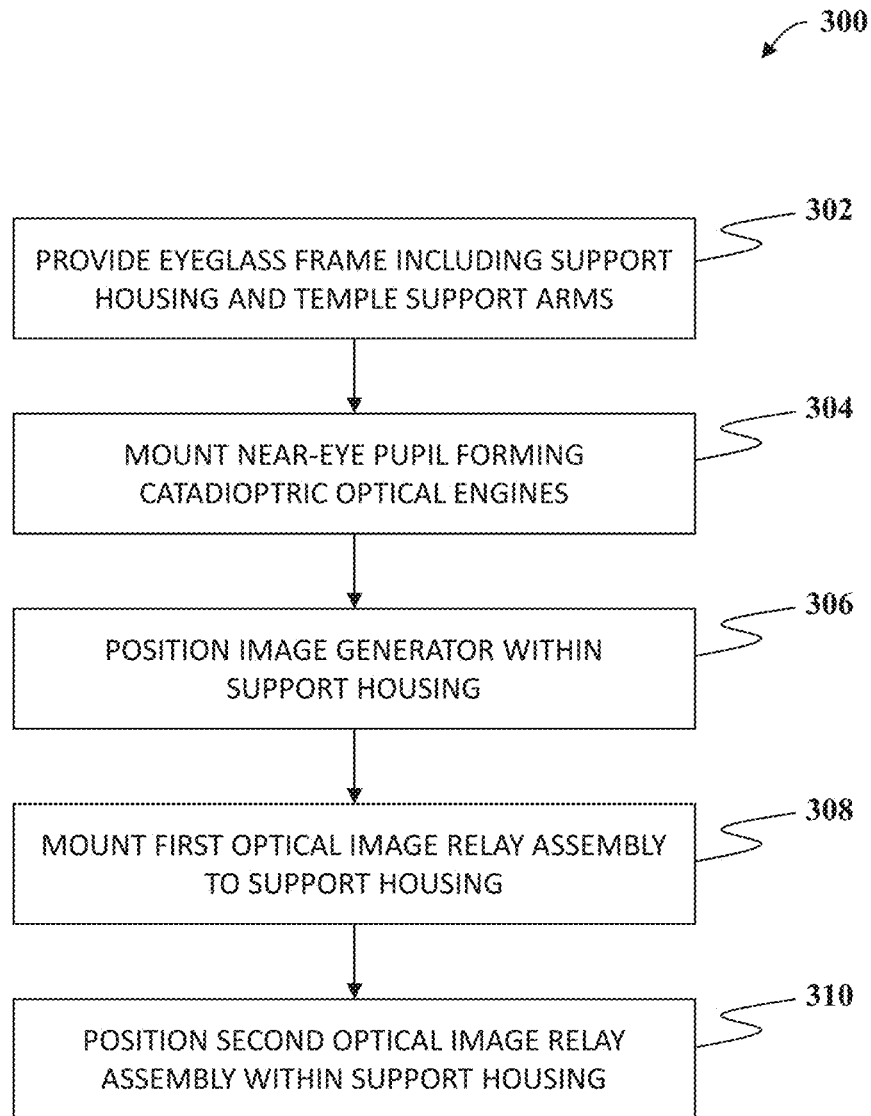 300
302
PROVIDE EYEGLASS FRAME INCLUDING SUPPORT
HOUSING AND TEMPLE SUPPORT ARMS
304
MOUNT NEAR-EYE PUPIL FORMING
CATADIOPTRIC OPTICAL ENGINES
306
POSITION IMAGE GENERATOR WITHIN
SUPPORT HOUSING
308
MOUNT FIRST OPTICAL IMAGE RELAY ASSEMBLY
TO SUPPORT HOUSING
310
POSITION SECOND OPTICAL IMAGE RELAY
ASSEMBLY WITHIN SUPPORT HOUSING